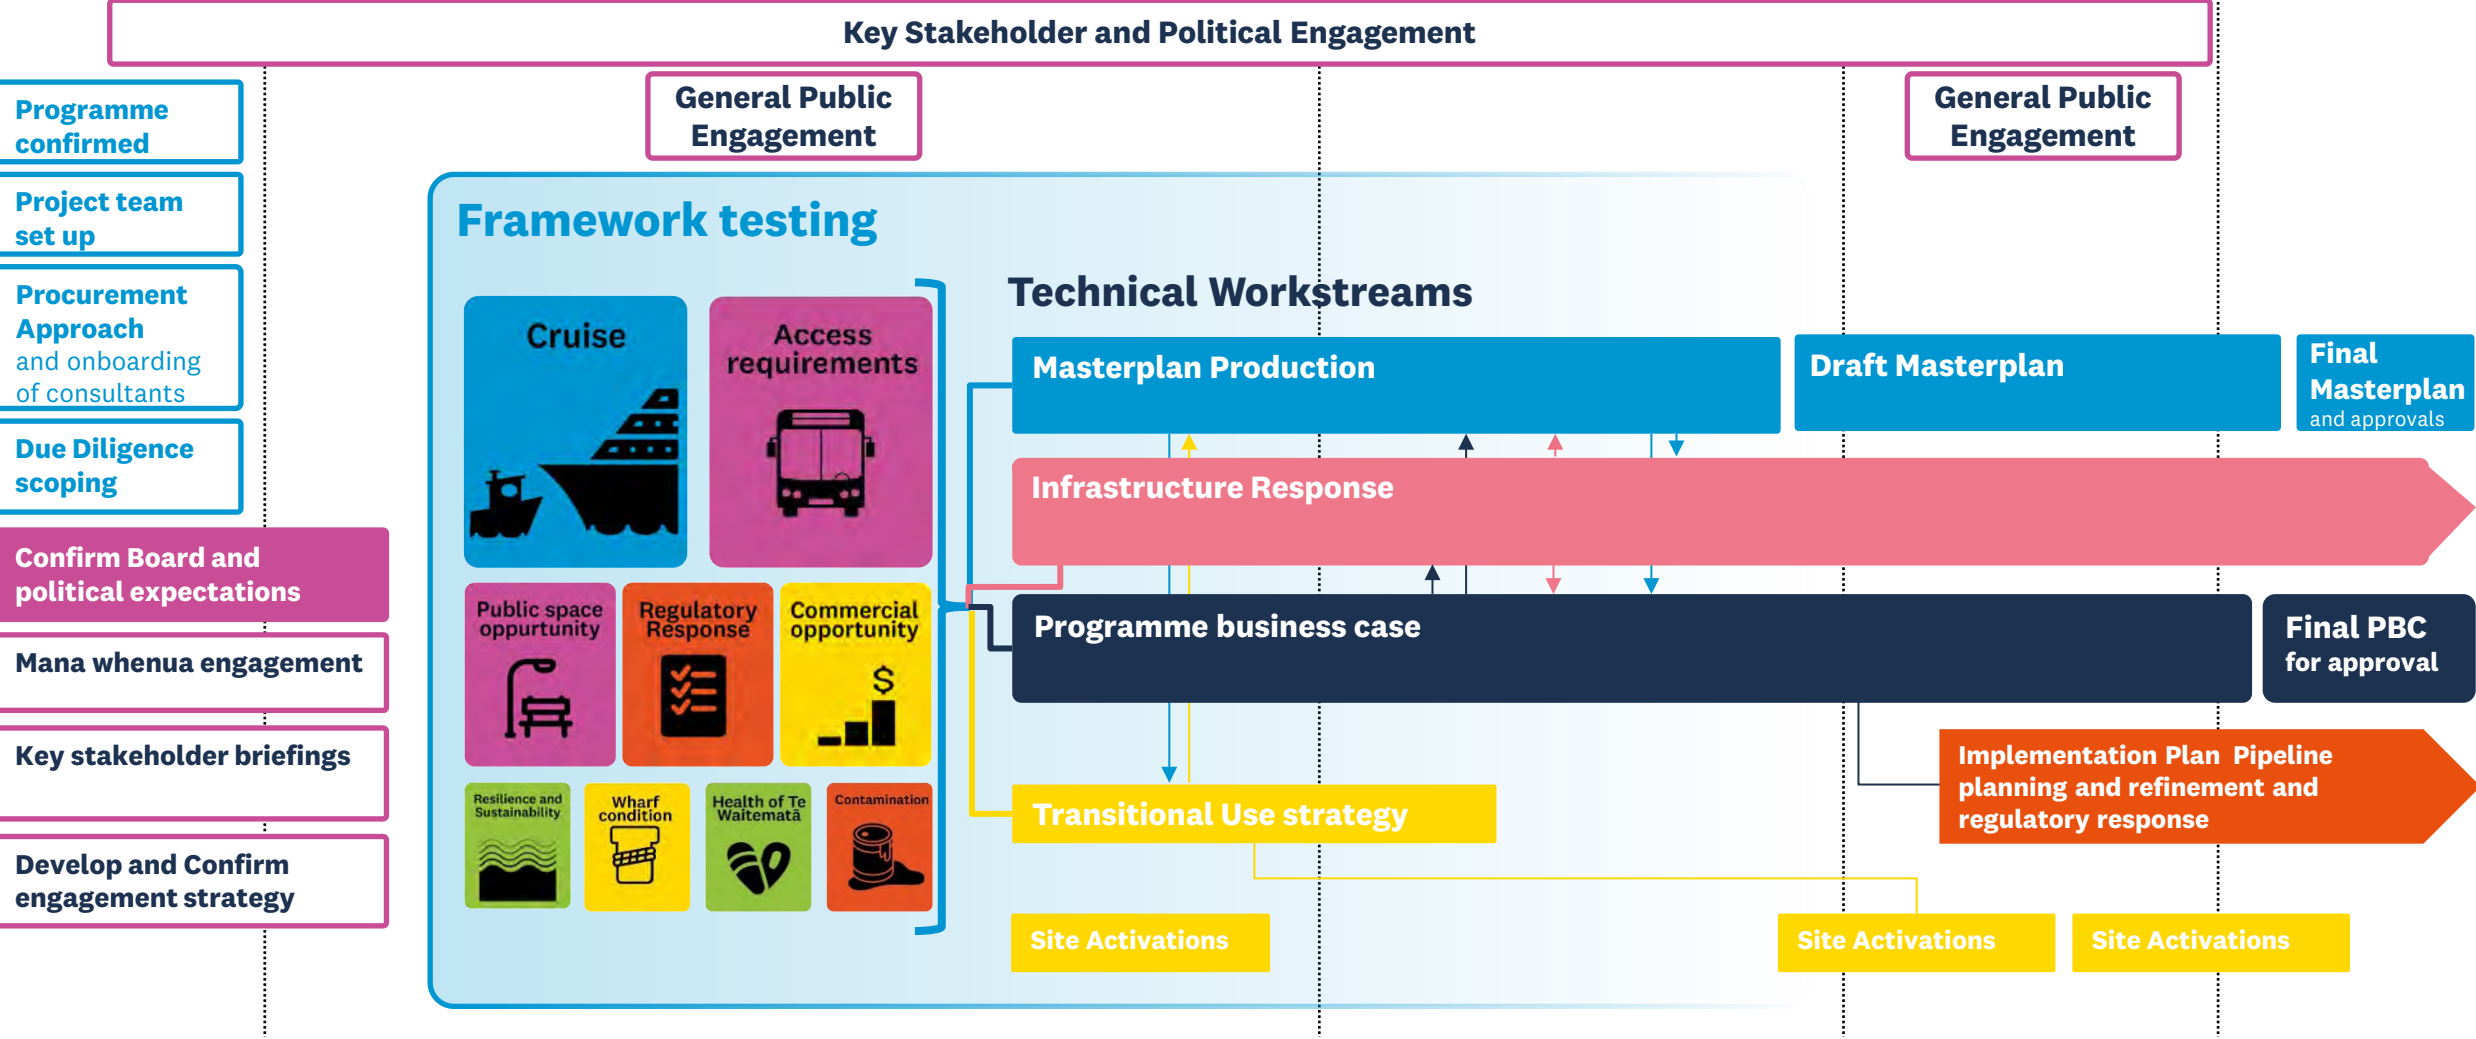 Key Stakeholder and Political Engagement
General Public
Engagement
General Public
Engagement
Programme
confirmed
Project team
set up
Procurement
Approach
and onboarding
of consultants
Due Diligence
scoping
Confirm Board and
political expectations
Mana whenua engagement
Key stakeholder briefings
Develop and Confirm
engagement strategy
Framework testing
Cruise
Access
requirements
Public space
oppurtunity
Regulatory
Response
Commercial
opportunity
$
Resilience and
Sustainability
Wharf
condition
Health of Te
Waitematā
Contamination
Technical Workstreams
Masterplan Production
Draft Masterplan
Final
Masterplan
and approvals
Infrastructure Response
Programme business case
Final PBC
for approval
Implementation Plan Pipeline
planning and refinement and
regulatory response
Transitional Use strategy
Site Activations
Site Activations
Site Activations